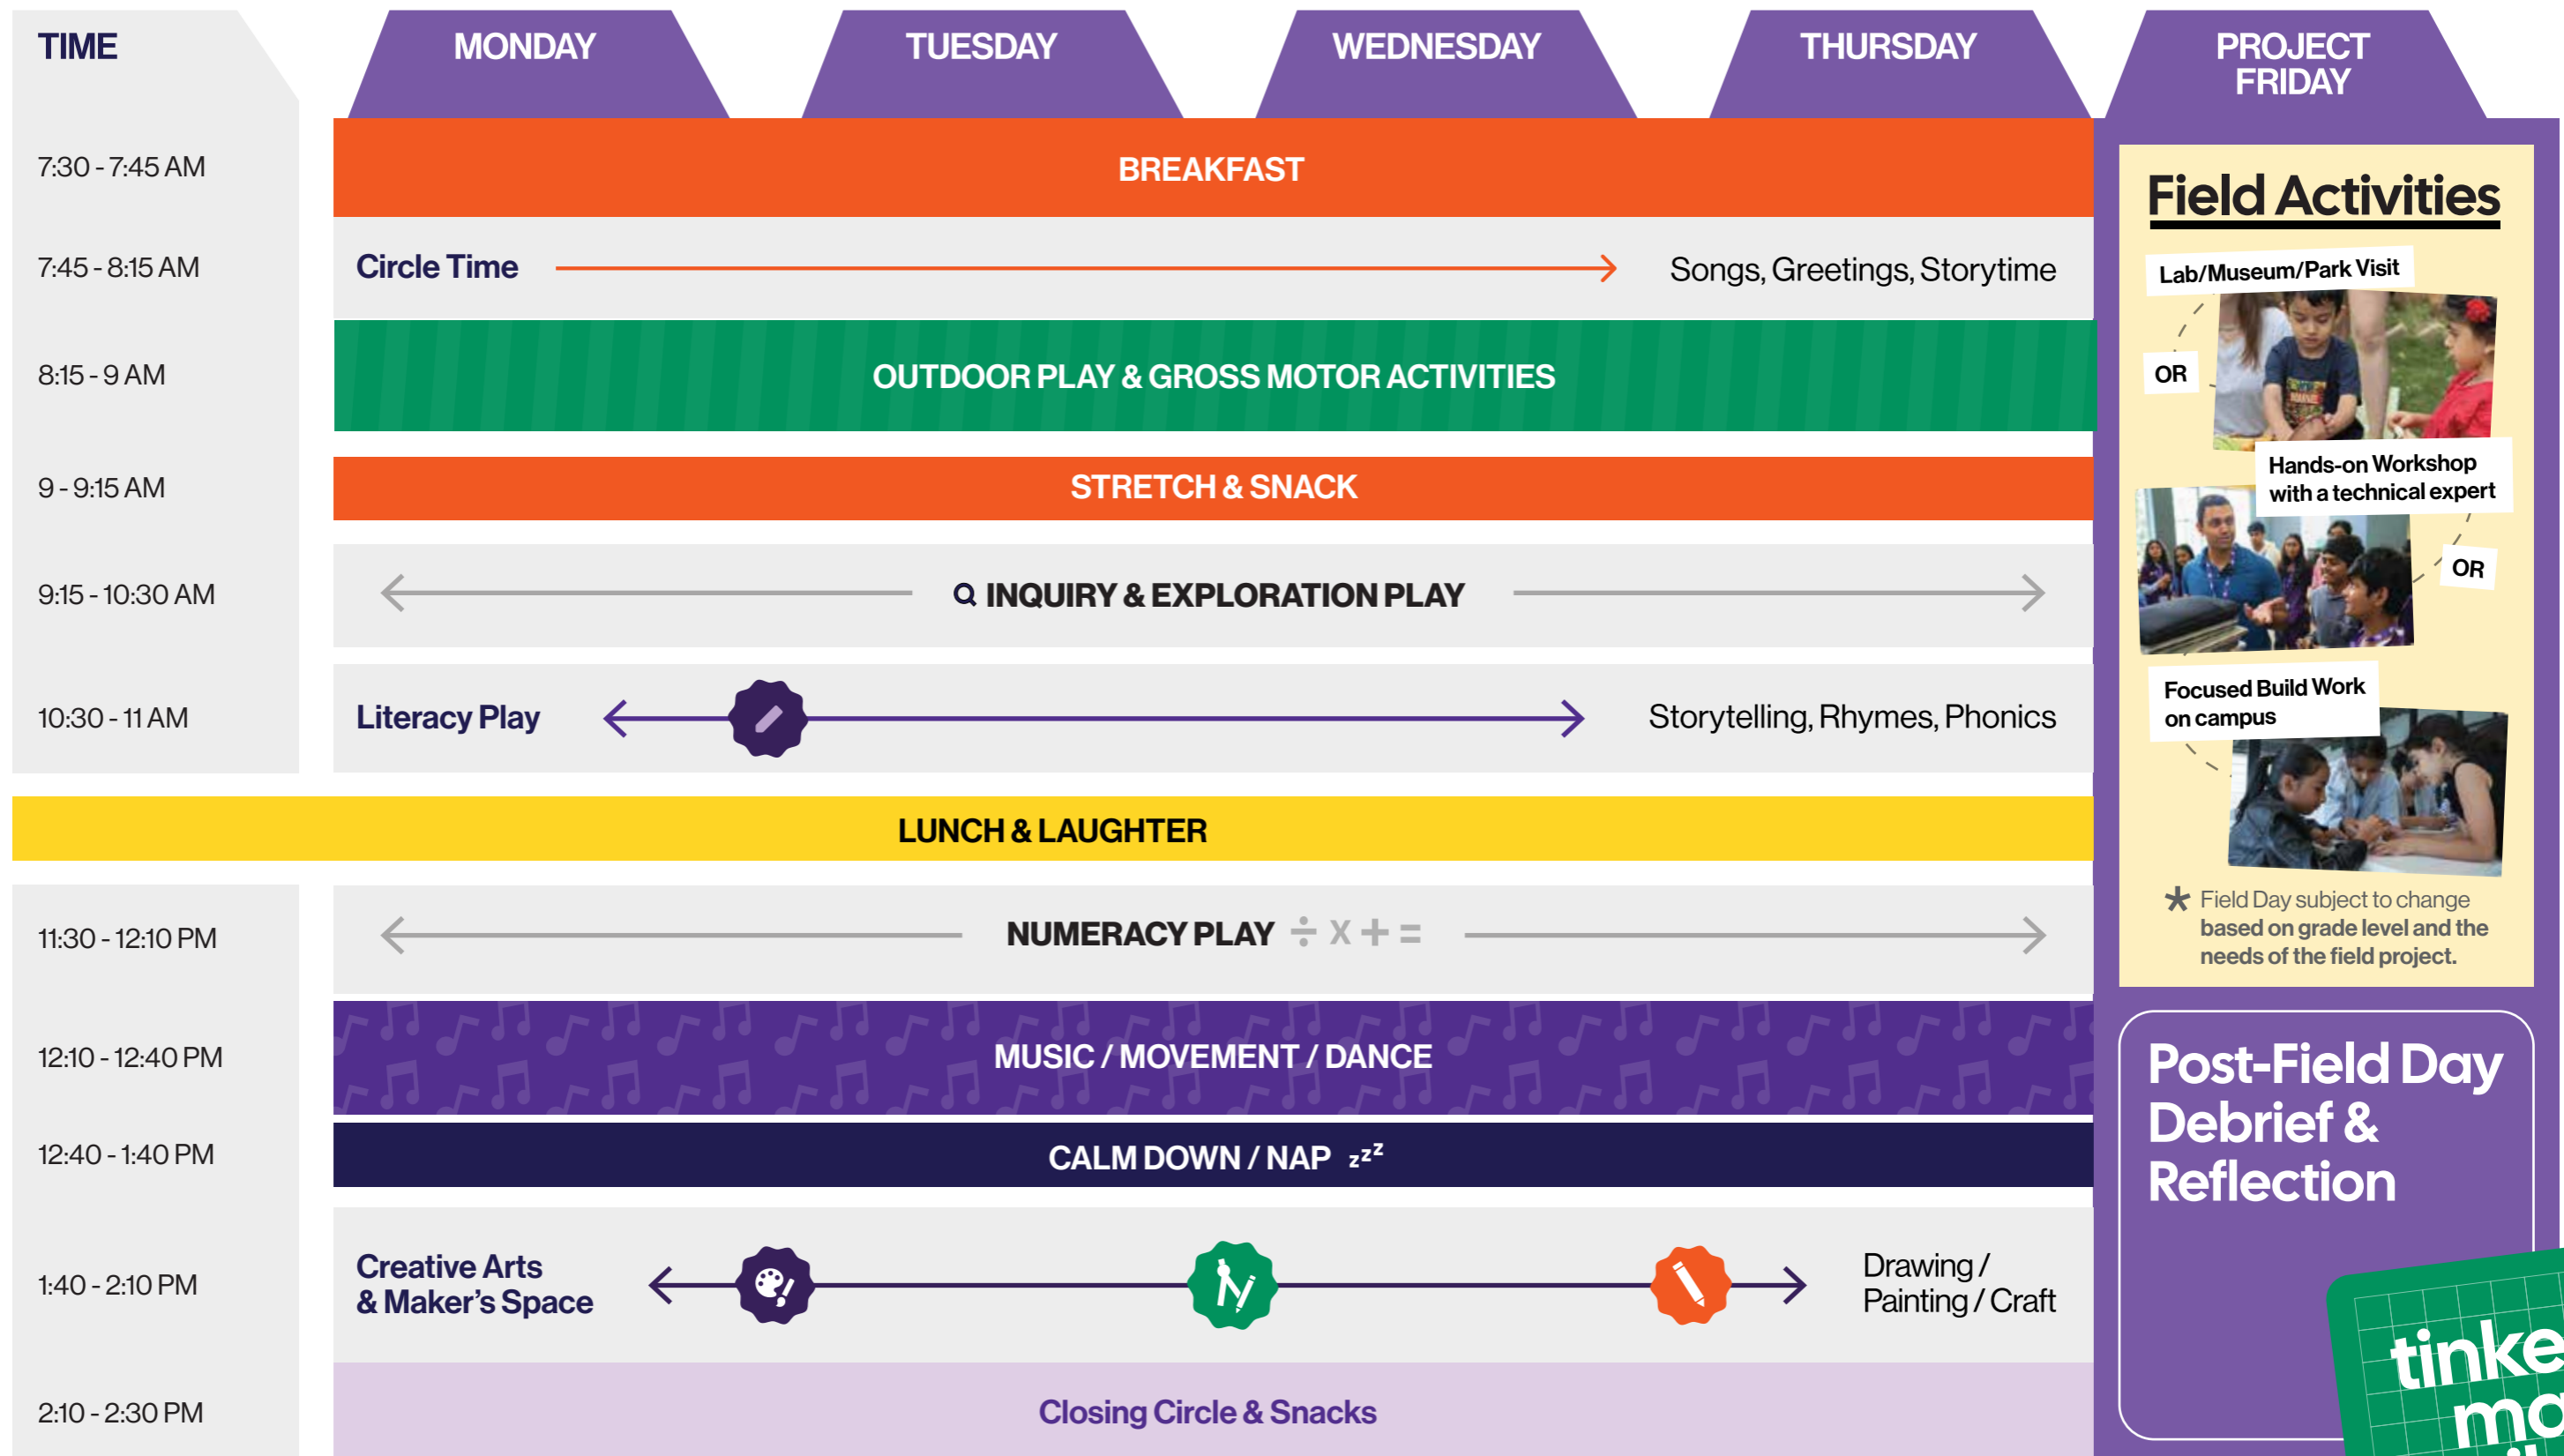 TIME
MONDAY
TUESDAY
WEDNESDAY
THURSDAY
PROJECT
FRIDAY
7:30 - 7:45 AM
BREAKFAST
7:45 - 8:15 AM
Circle Time
Songs, Greetings, Storytime
8:15 - 9 AM
OUTDOOR PLAY & GROSS MOTOR ACTIVITIES
9 - 9:15 AM
STRETCH & SNACK
9:15 - 10:30 AM
INQUIRY & EXPLORATION PLAY
10:30 - 11 AM
Literacy Play
Storytelling, Rhymes, Phonics
LUNCH & LAUGHTER
11:30 - 12:10 PM
NUMERACY PLAY ÷ x + =
12:10 - 12:40 PM
MUSIC / MOVEMENT / DANCE
12:40 - 1:40 PM
CALM DOWN / NAP zzz
1:40 - 2:10 PM
Creative Arts
& Maker's Space
Drawing /
Painting / Craft
2:10 - 2:30 PM
Closing Circle & Snacks
Field Activities
Lab/Museum/Park Visit
OR
Hands-on Workshop
with a technical expert
OR
Focused Build Work
on campus
* Field Day subject to change
based on grade level and the
needs of the field project.
Post-Field Day
Debrief &
Reflection
tinke
ma